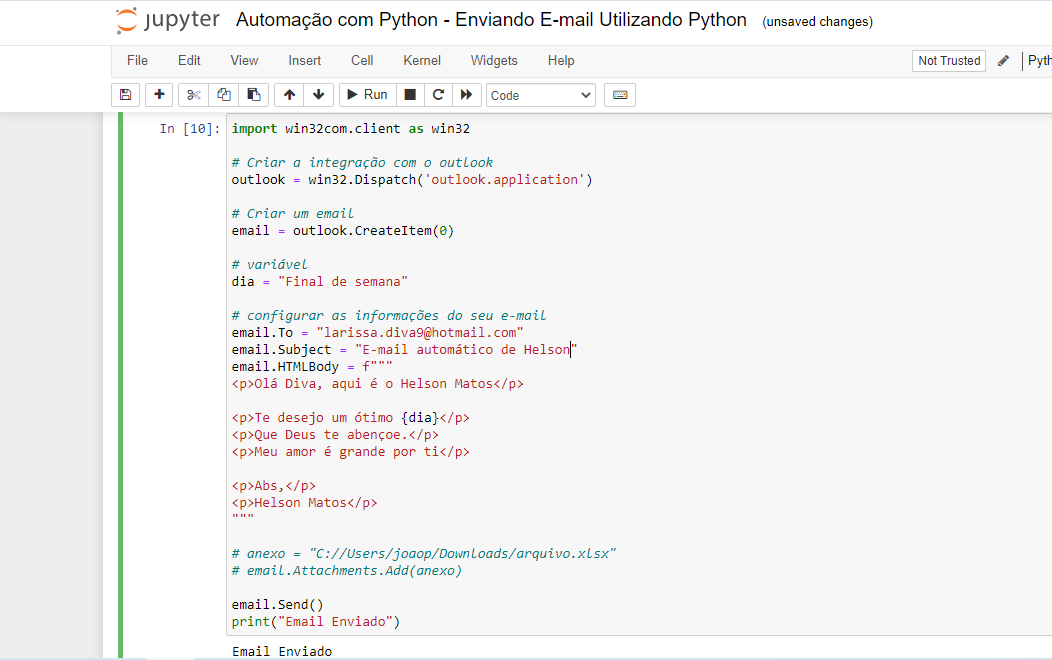 jupyter Automação com Python - Enviando E-mail Utilizando Python (unsaved changes)
File Edit View Insert Cell Kernel Widgets Help Not Trusted
Run Code
In [10]: import win32com.client as win32
# Criar a integração com o outlook
outlook = win32.Dispatch('outlook.application')
# Criar um email
email = outlook.CreateItem(0)
# variável
dia = "Final de semana"
# configurar as informações do seu e-mail
email.To = "larissa.diva9@hotmail.com"
email.Subject = "E-mail automático de Helson"
email.HTMLBody = f"""
<p>Olá Diva, aqui é o Helson Matos</p>
<p>Te desejo um ótimo {dia}</p>
<p>Que Deus te abençoe.</p>
<p>Meu amor é grande por ti</p>
<p>Abs,</p>
<p>Helson Matos</p>
"""
# anexo = "C://Users/joaop/Downloads/arquivo.xlsx"
# email.Attachments.Add(anexo)
email.Send()
print("Email Enviado")
Email Enviado